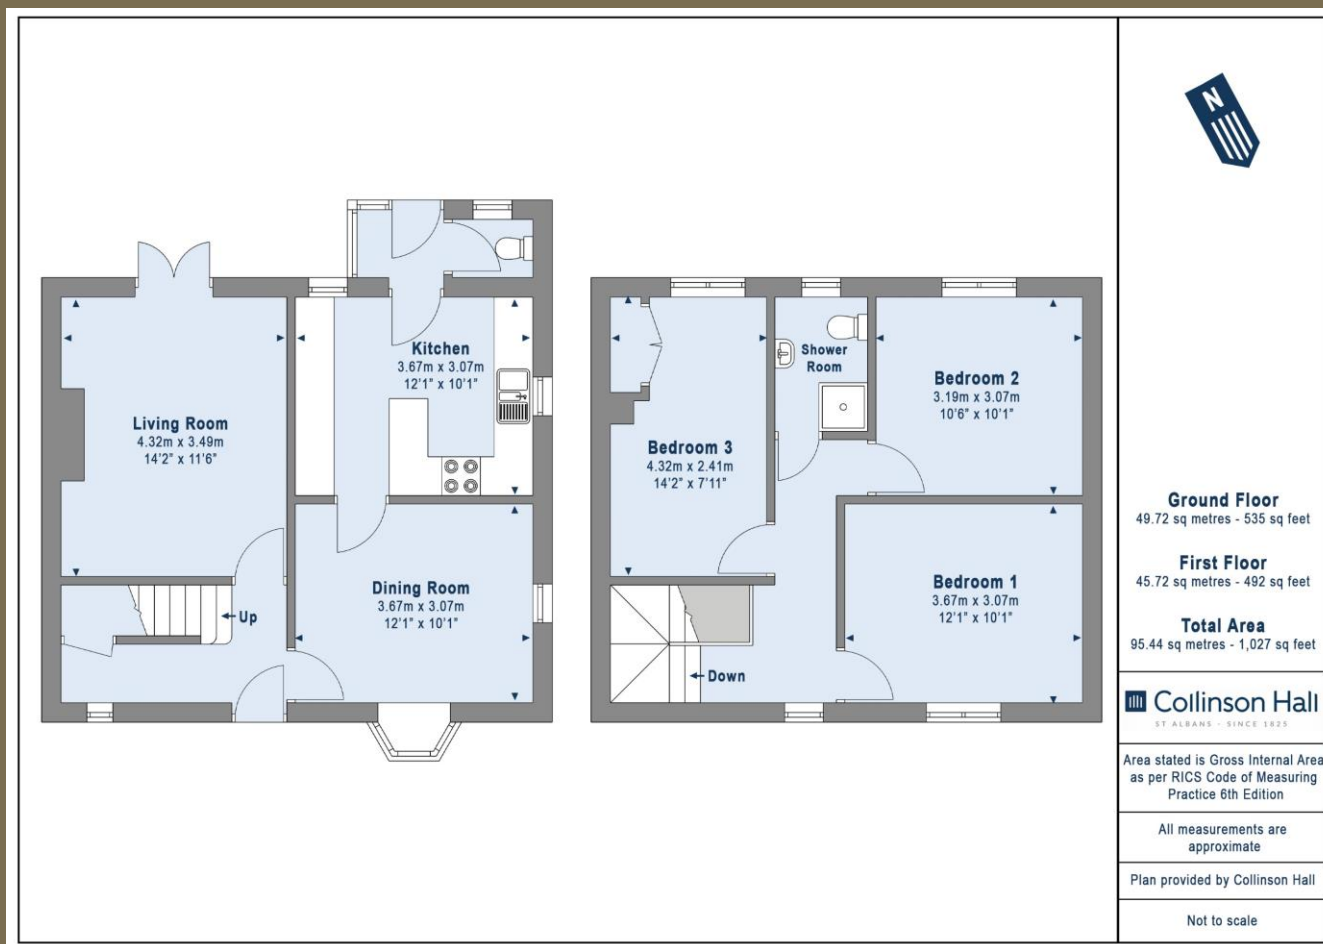 Living Room
4.32m x 3.49m
14'2" x 11'6"
Kitchen
3.67m x 3.07m
12'1" x 10'1"
Dining Room
3.67m x 3.07m
12'1" x 10'1"
Up
Bedroom 3
4.32m x 2.41m
14'2" x 7'11"
Shower
Room
Bedroom 2
3.19m x 3.07m
10'6" x 10'1"
Bedroom 1
3.67m x 3.07m
12'1" x 10'1"
Down
N
Ground Floor
49.72 sq metres - 535 sq feet
First Floor
45.72 sq metres - 492 sq feet
Total Area
95.44 sq metres - 1,027 sq feet
Collinson Hall
ST ALBANS - SINCE 1825
Area stated is Gross Internal Area
as per RICS Code of Measuring
Practice 6th Edition
All measurements are
approximate
Plan provided by Collinson Hall
Not to scale